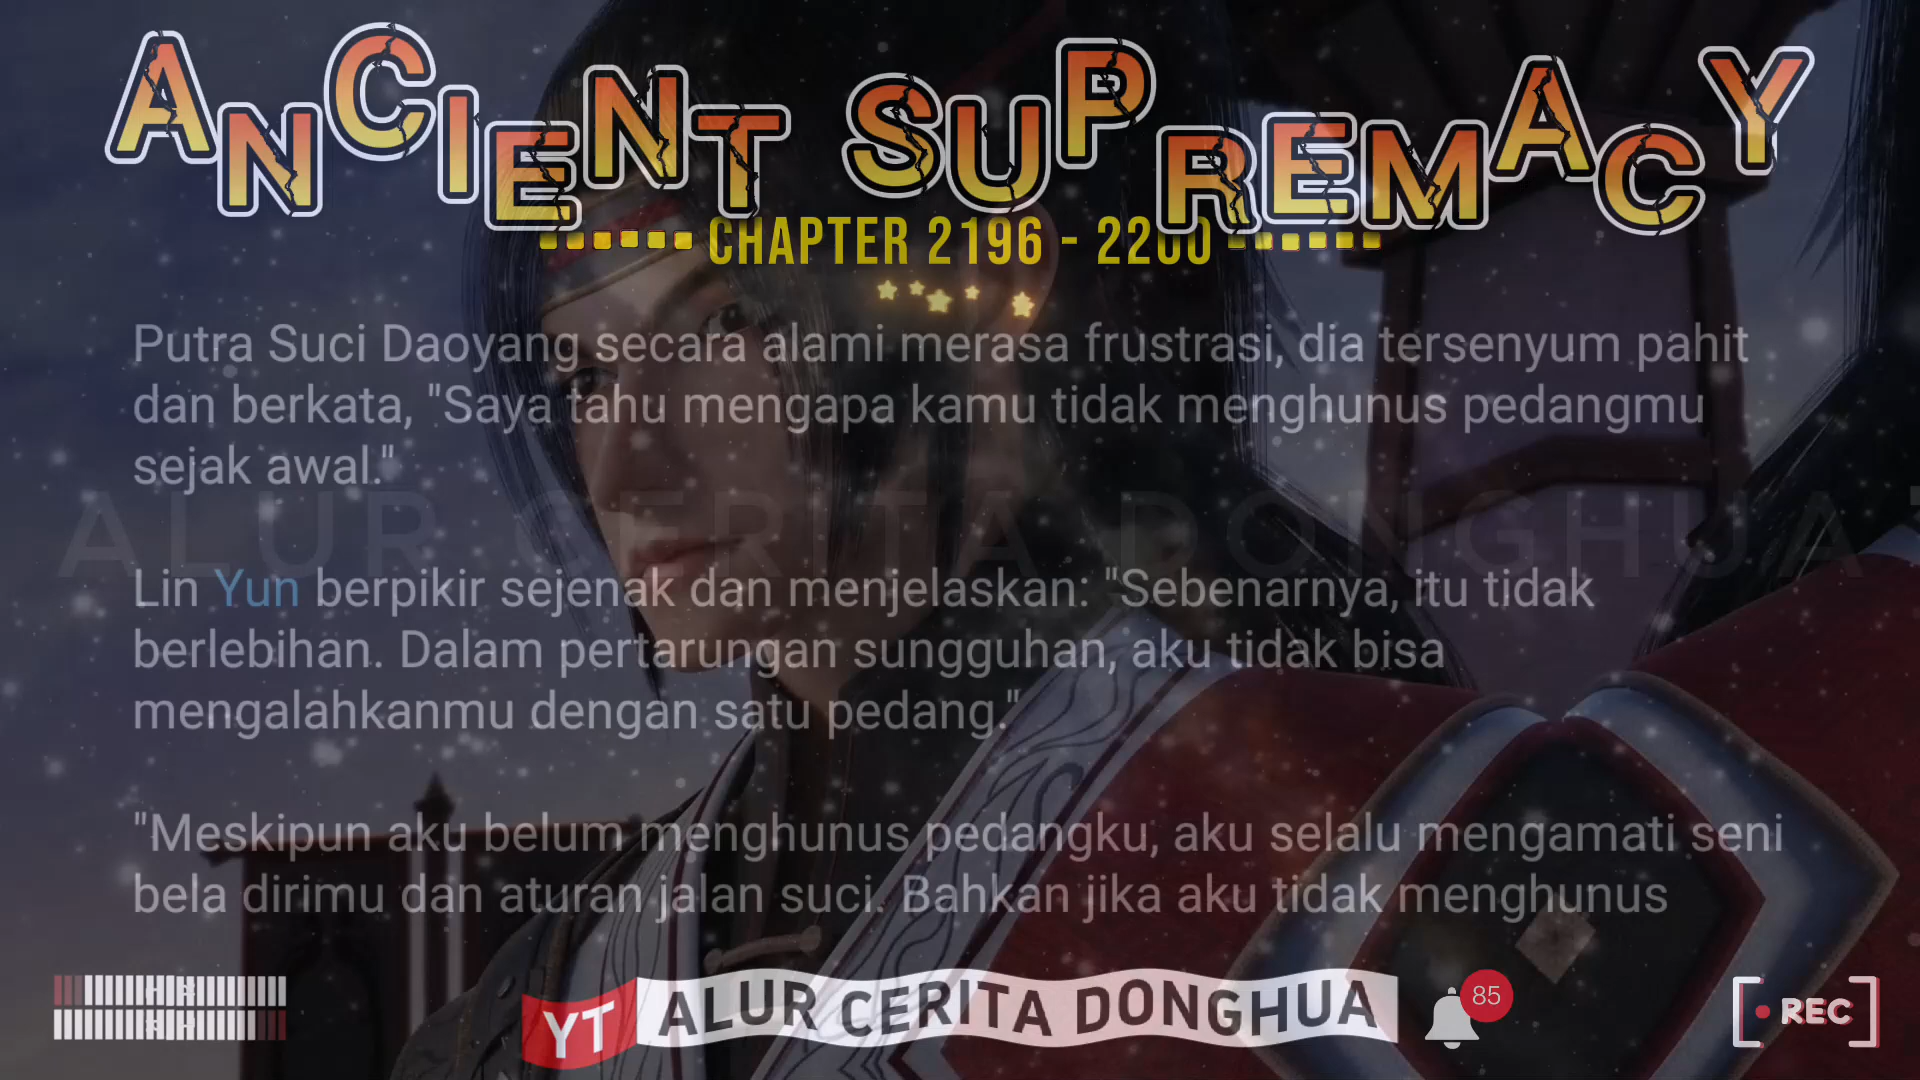 ANCIENT SUPREMACY
CHAPTER 2196 - 2200
Putra Suci Daoyang secara alami merasa frustrasi, dia tersenyum pahit
dan berkata, "Saya tahu mengapa kamu tidak menghunus pedangmu
sejak awal."
ALUR CERITA DONGHUA
Lin Yun berpikir sejenak dan menjelaskan: "Sebenarnya, itu tidak
berlebihan. Dalam pertarungan sungguhan, aku tidak bisa
mengalahkanmu dengan satu pedang."
"Meskipun aku belum menghunus pedangku, aku selalu mengamati seni
bela dirimu dan aturan jalan suci. Bahkan jika aku tidak menghunus
YT ALUR CERITA DONGHUA
85
REC